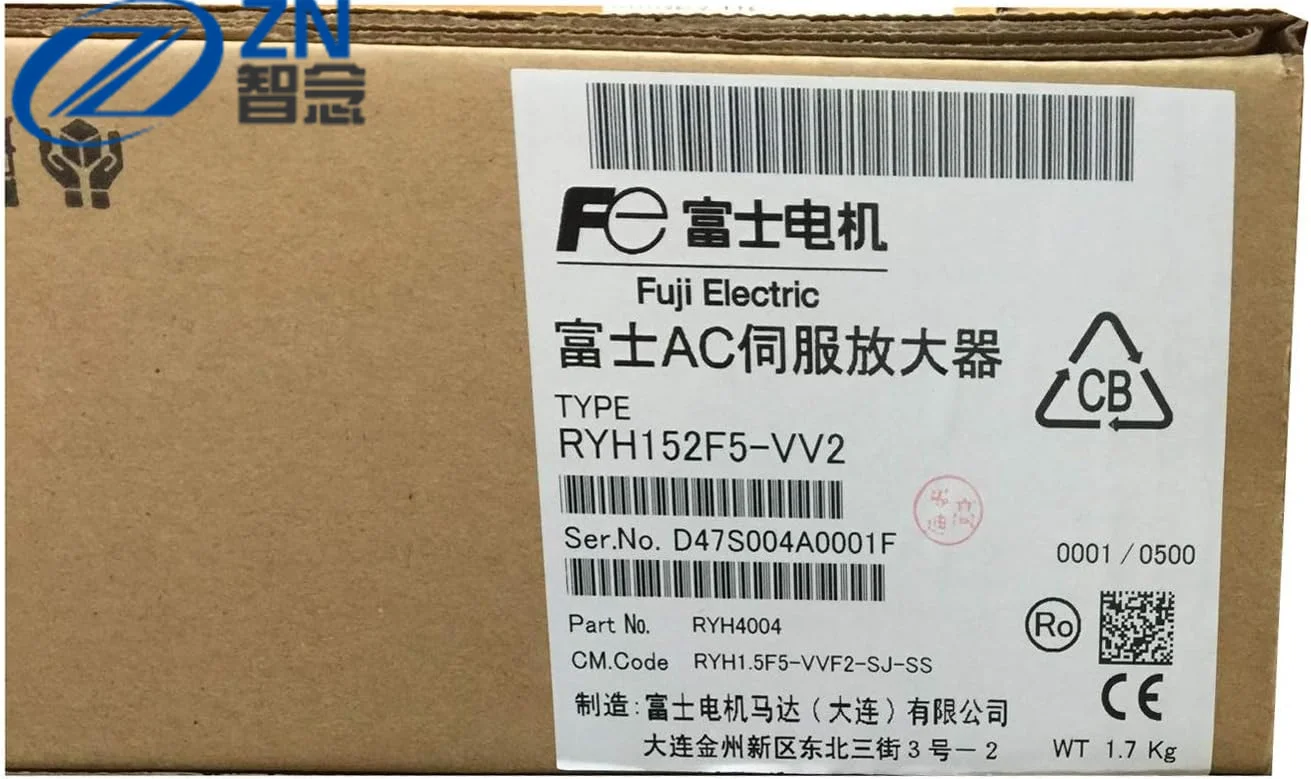 ZN
智念
Fe 富士电机
Fuji Electric
富士AC伺服放大器
CB
TYPE
RYH152F5-VV2
Ser.No. D47S004A0001F
0001/0500
Part No. RYH4004
Ro
CM.Code RYH1.5F5-VVF2-SJ-SS
CE
制造:富士电机马达(大连)有限公司
大连金州新区东北三街3号-2
WT 1.7 Kg